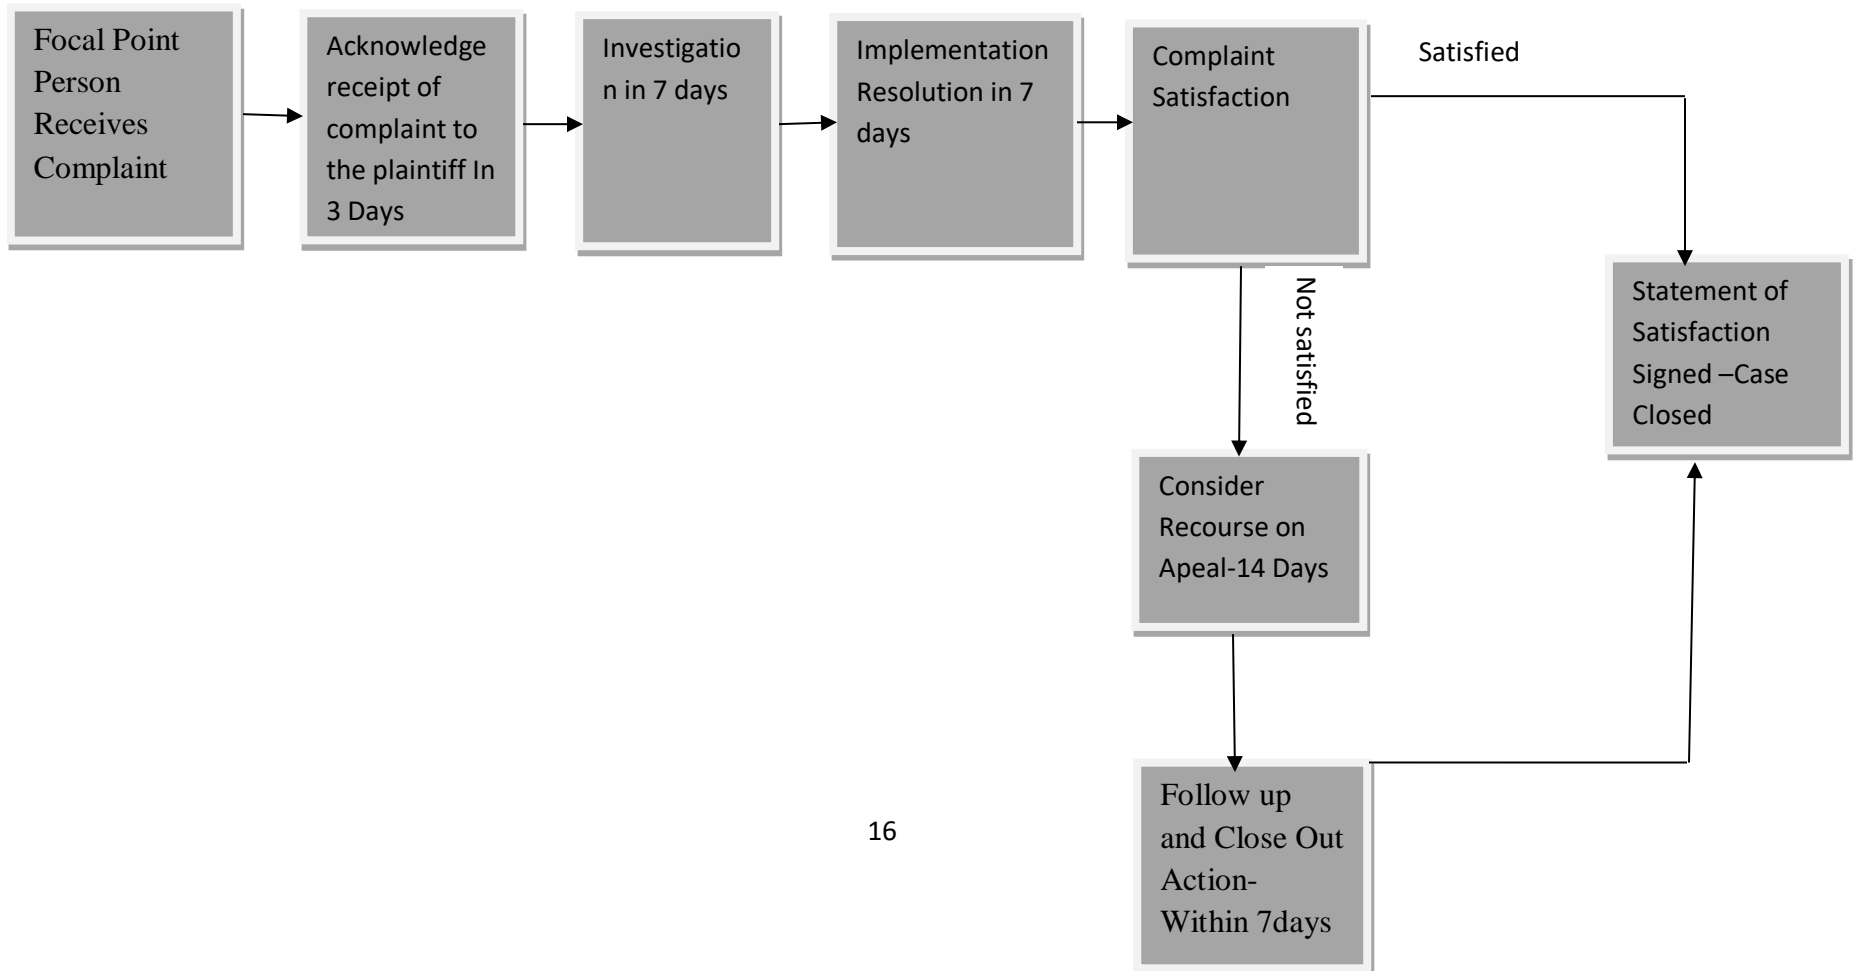 Focal Point
Person
Receives
Complaint
Acknowledge
receipt of
complaint to
the plaintiff In
3 Days
Investigatio
n in 7 days
Implementation
Resolution in 7
days
Complaint
Satisfaction
Satisfied
Not satisfied
Statement of
Satisfaction
Signed –Case
Closed
Consider
Recourse on
Apeal-14 Days
Follow up
and Close Out
Action-
Within 7days
16